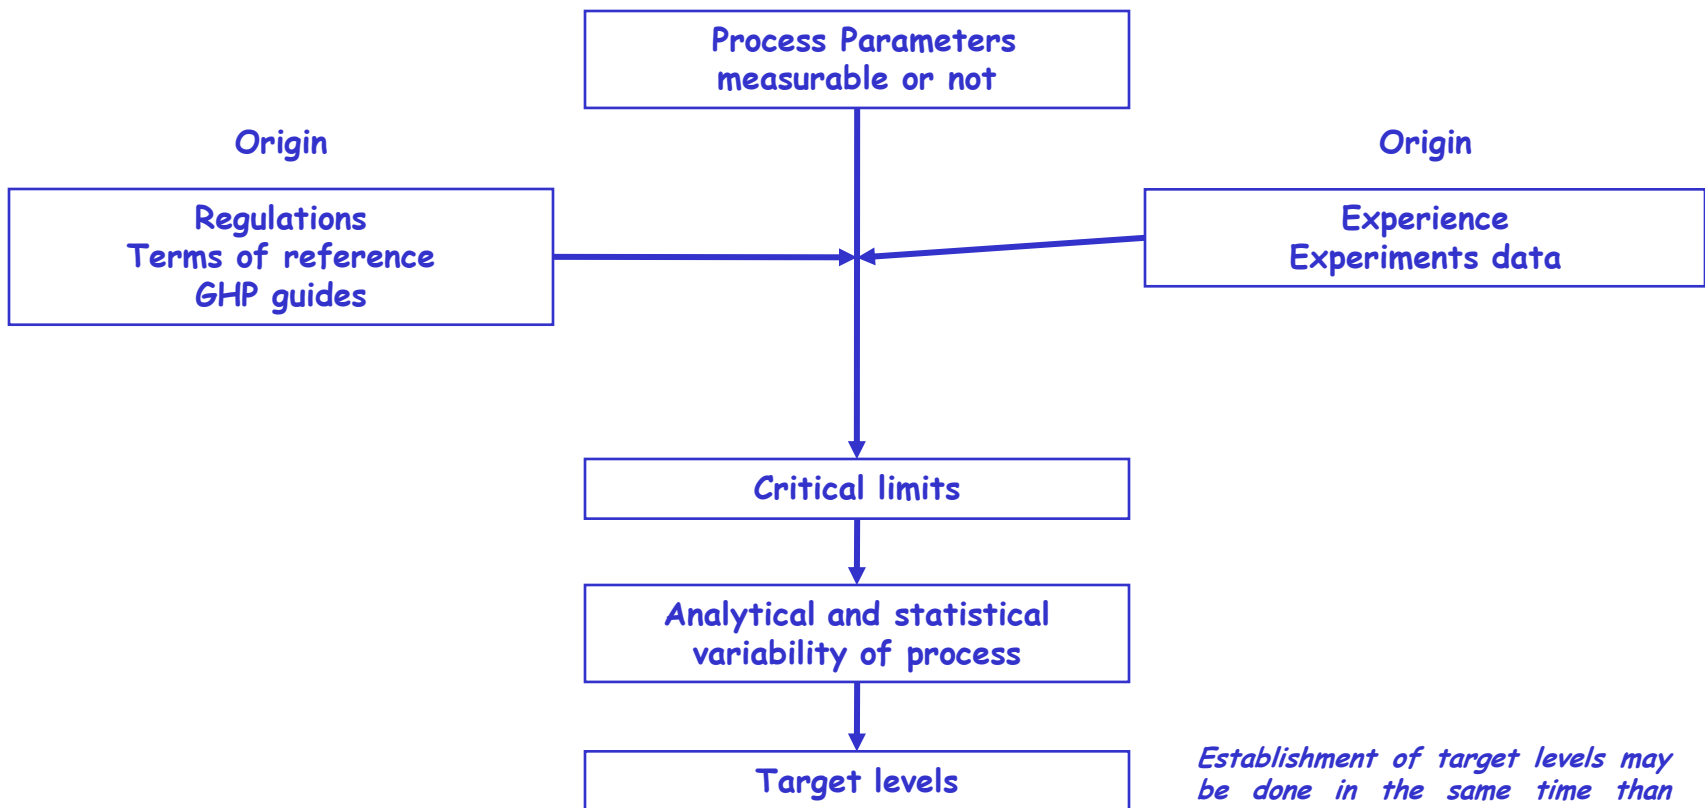 Process Parameters
measurable or not
Origin
Origin
Regulations
Terms of reference
GHP guides
Experience
Experiments data
Critical limits
Analytical and statistical
variability of process
Target levels
Establishment of target levels may
be done in the same time than